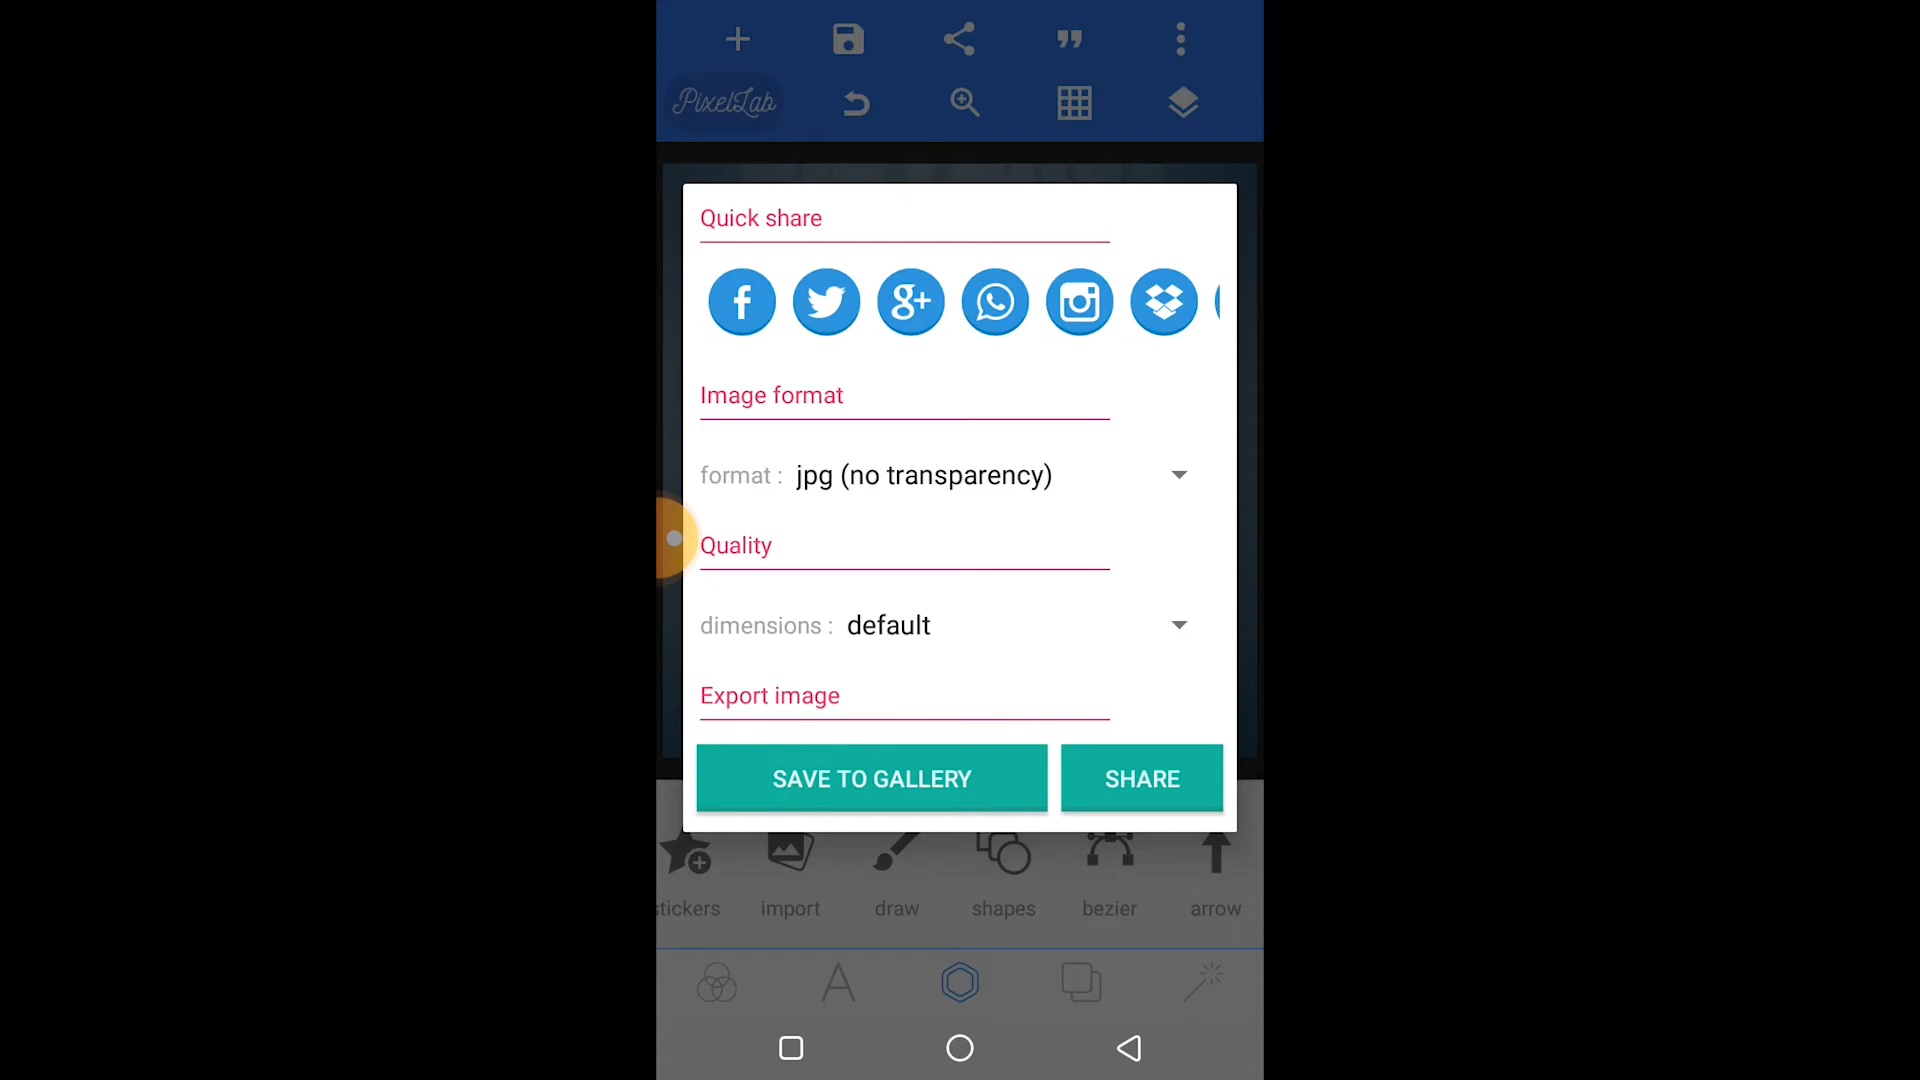 PixelLab
Quick share
Image format
format : jpg (no transparency)
Quality
dimensions : default
Export image
SAVE TO GALLERY SHARE
tickers import draw shapes bezier arrow